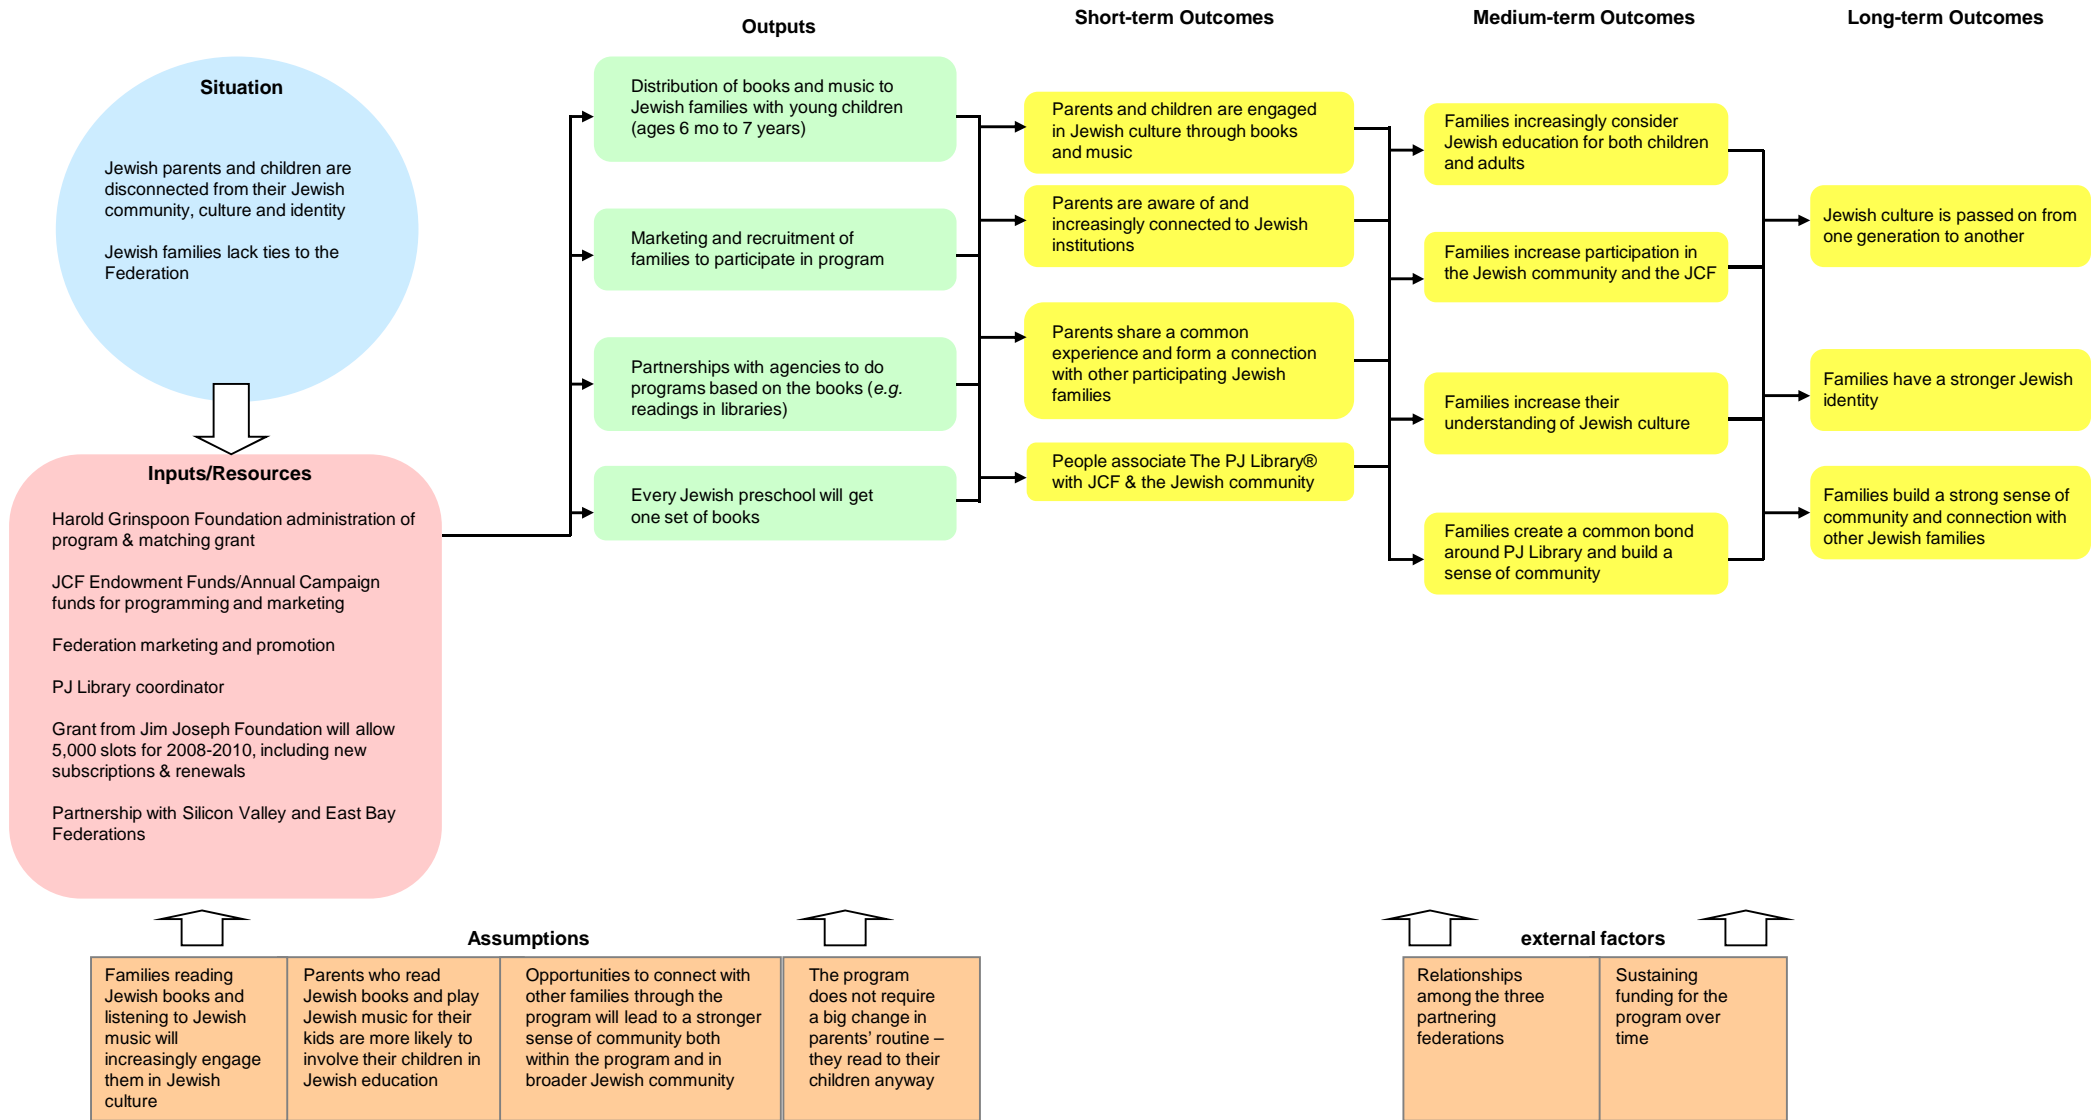 Situation
Jewish parents and children are
disconnected from their Jewish
community, culture and identity
Jewish families lack ties to the
Federation
Inputs/Resources
Harold Grinspoon Foundation administration of
program & matching grant
JCF Endowment Funds/Annual Campaign
funds for programming and marketing
Federation marketing and promotion
PJ Library coordinator
Grant from Jim Joseph Foundation will allow
5,000 slots for 2008-2010, including new
subscriptions & renewals
Partnership with Silicon Valley and East Bay
Federations
Outputs
Distribution of books and music to
Jewish families with young children
(ages 6 mo to 7 years)
Marketing and recruitment of
families to participate in program
Partnerships with agencies to do
programs based on the books (e.g.
readings in libraries)
Every Jewish preschool will get
one set of books
Short-term Outcomes
Parents and children are engaged
in Jewish culture through books
and music
Parents are aware of and
increasingly connected to Jewish
institutions
Parents share a common
experience and form a connection
with other participating Jewish
families
People associate The PJ Library®
with JCF & the Jewish community
Medium-term Outcomes
Families increasingly consider
Jewish education for both children
and adults
Families increase participation in
the Jewish community and the JCF
Families increase their
understanding of Jewish culture
Families create a common bond
around PJ Library and build a
sense of community
Long-term Outcomes
Jewish culture is passed on from
one generation to another
Families have a stronger Jewish
identity
Families build a strong sense of
community and connection with
other Jewish families
Assumptions
Families reading
Jewish books and
listening to Jewish
music will
increasingly engage
them in Jewish
culture
Parents who read
Jewish books and play
Jewish music for their
kids are more likely to
involve their children in
Jewish education
Opportunities to connect with
other families through the
program will lead to a stronger
sense of community both
within the program and in
broader Jewish community
The program
does not require
a big change in
parents’ routine –
they read to their
children anyway
external factors
Relationships
among the three
partnering
federations
Sustaining
funding for the
program over
time